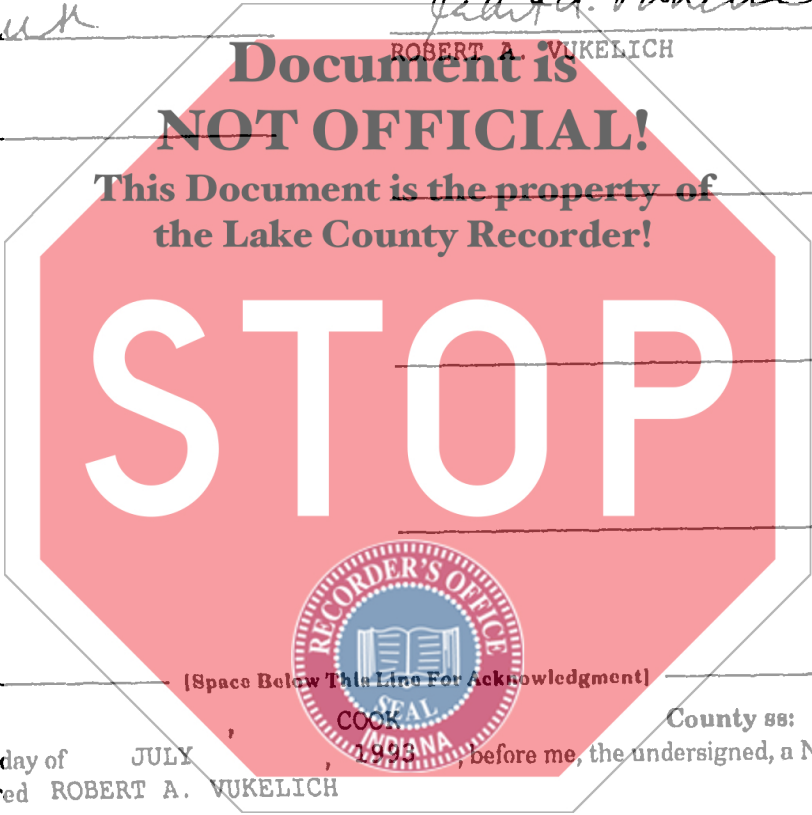 ROBERT A. VUKELICH
Document is
NOT OFFICIAL!
This Document is the property of
the Lake County Recorder!
STOP
RECORDER'S OFFICE
SEAL
INDIANA
[Space Below This Line For Acknowledgment]
, COOK County ss:
day of JULY , 1993 , before me, the undersigned, a N
ed ROBERT A. VUKELICH